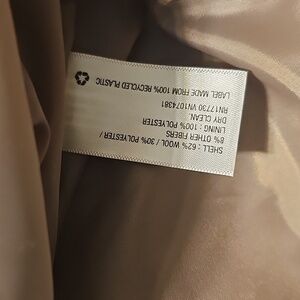 SHELL : 62% WOOL / 30% POLYESTER /
8% OTHER FIBERS
LINING : 100% POLYESTER
DRY CLEAN
RN17730 VN1074381
LABEL MADE FROM 100% RECYCLED PLASTIC